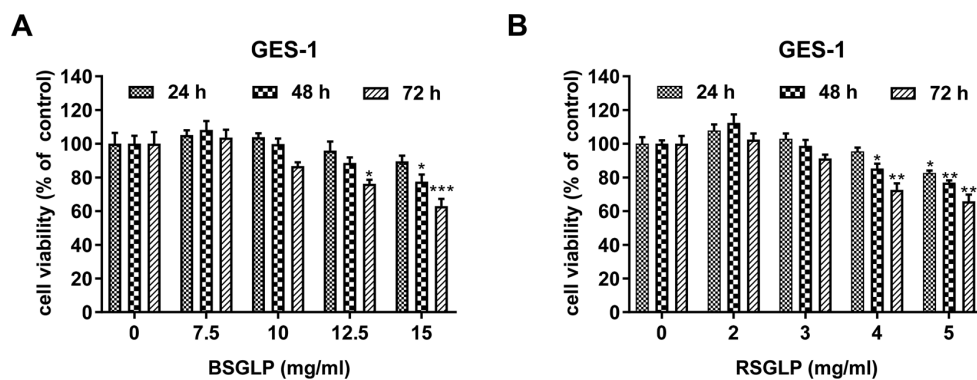 A
GES-1
24 h 48 h 72 h
cell viability (% of control)
140
120
100
80
60
40
20
0
* * ***
0 7.5 10 12.5 15
BSGLP (mg/ml)
B
GES-1
24 h 48 h 72 h
cell viability (% of control)
140
120
100
80
60
40
20
0
* ** * ** **
0 2 3 4 5
RSGLP (mg/ml)